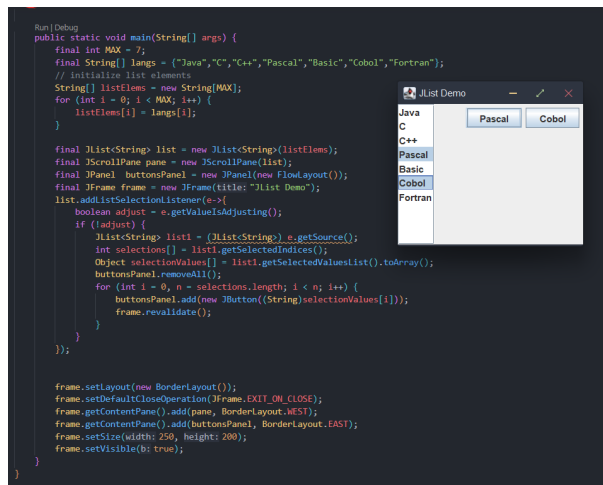 Run | Debug
public static void main(String[] args) {
final int MAX = 7;
final String[] langs = {"Java","C","C++","Pascal","Basic","Cobol","Fortran"};
// initialize list elements
String[] listElems = new String[MAX];
for (int i = 0; i < MAX; i++) {
listElems[i] = langs[i];
}
final JList<String> list = new JList<String>(listElems);
final JScrollPane pane = new JScrollPane(list);
final JPanel buttonsPanel = new JPanel(new FlowLayout());
final JFrame frame = new JFrame(title: "JList Demo");
list.addListSelectionListener(e->{
boolean adjust = e.getValueIsAdjusting();
if (!adjust) {
JList<String> list1 = (JList<String>) e.getSource();
int selections[] = list1.getSelectedIndices();
Object selectionValues[] = list1.getSelectedValuesList().toArray();
buttonsPanel.removeAll();
for (int i = 0, n = selections.length; i < n; i++) {
buttonsPanel.add(new JButton((String)selectionValues[i]));
frame.revalidate();
}
}
});
frame.setLayout(new BorderLayout());
frame.setDefaultCloseOperation(JFrame.EXIT_ON_CLOSE);
frame.getContentPane().add(pane, BorderLayout.WEST);
frame.getContentPane().add(buttonsPanel, BorderLayout.EAST);
frame.setSize(width: 250, height: 200);
frame.setVisible(b: true);
}
}
JList Demo
Java
C
C++
Pascal
Basic
Cobol
Fortran
Pascal Cobol